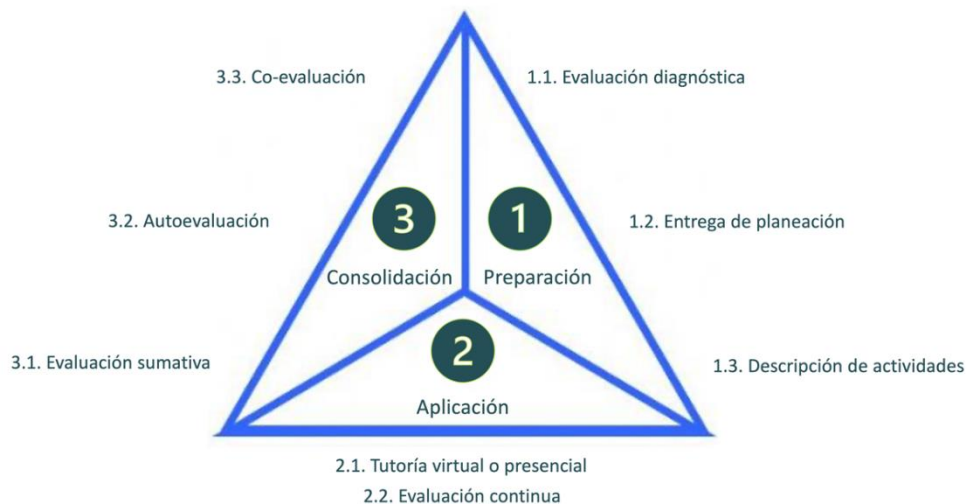 3.3. Co-evaluación
1.1. Evaluación diagnóstica
3.2. Autoevaluación
3
1
1.2. Entrega de planeación
Consolidación
Preparación
3.1. Evaluación sumativa
2
1.3. Descripción de actividades
Aplicación
2.1. Tutoría virtual o presencial
2.2. Evaluación continua